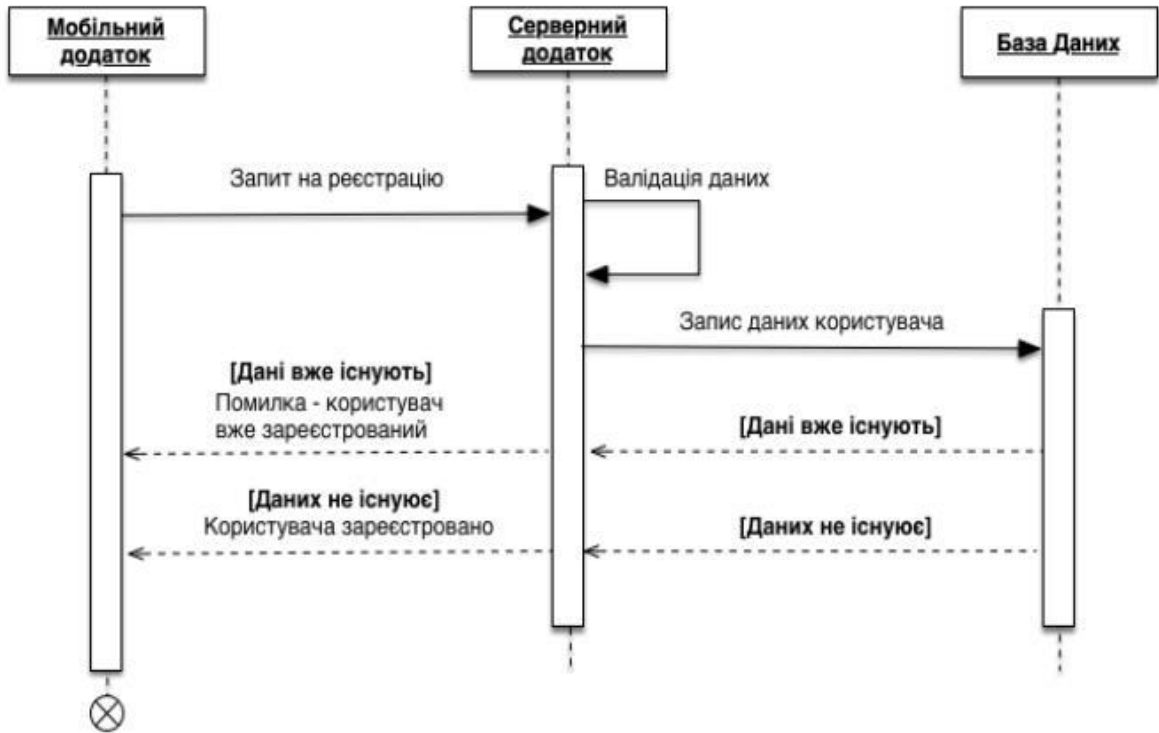 Мобільний
додаток
Серверний
додаток
База Даних
Запит на реєстрацію
Валідація даних
Запис даних користувача
[Дані вже існують]
Помилка - користувач
вже зареєстрований
[Дані вже існують]
[Даних не існує]
Користувача зареєстровано
[Даних не існує]